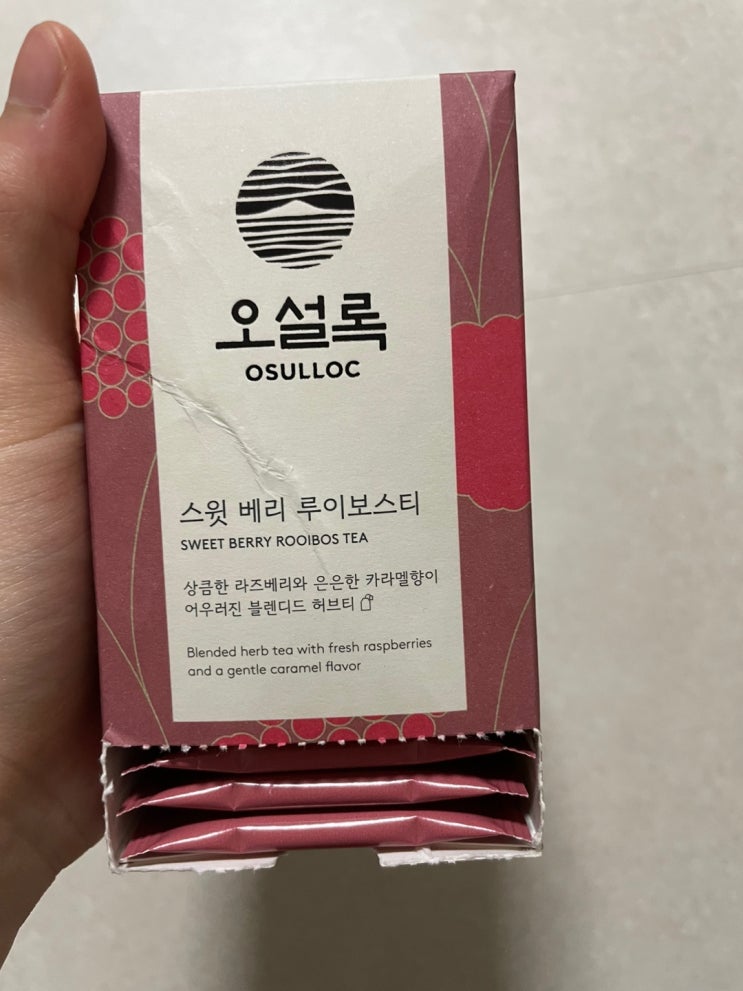 오설록
OSULLOC
스윗 베리 루이보스티
SWEET BERRY ROOIBOS TEA
상큼한 라즈베리와 은은한 카라멜향이
어우러진 블렌디드 허브티
Blended herb tea with fresh raspberries
and a gentle caramel flavor